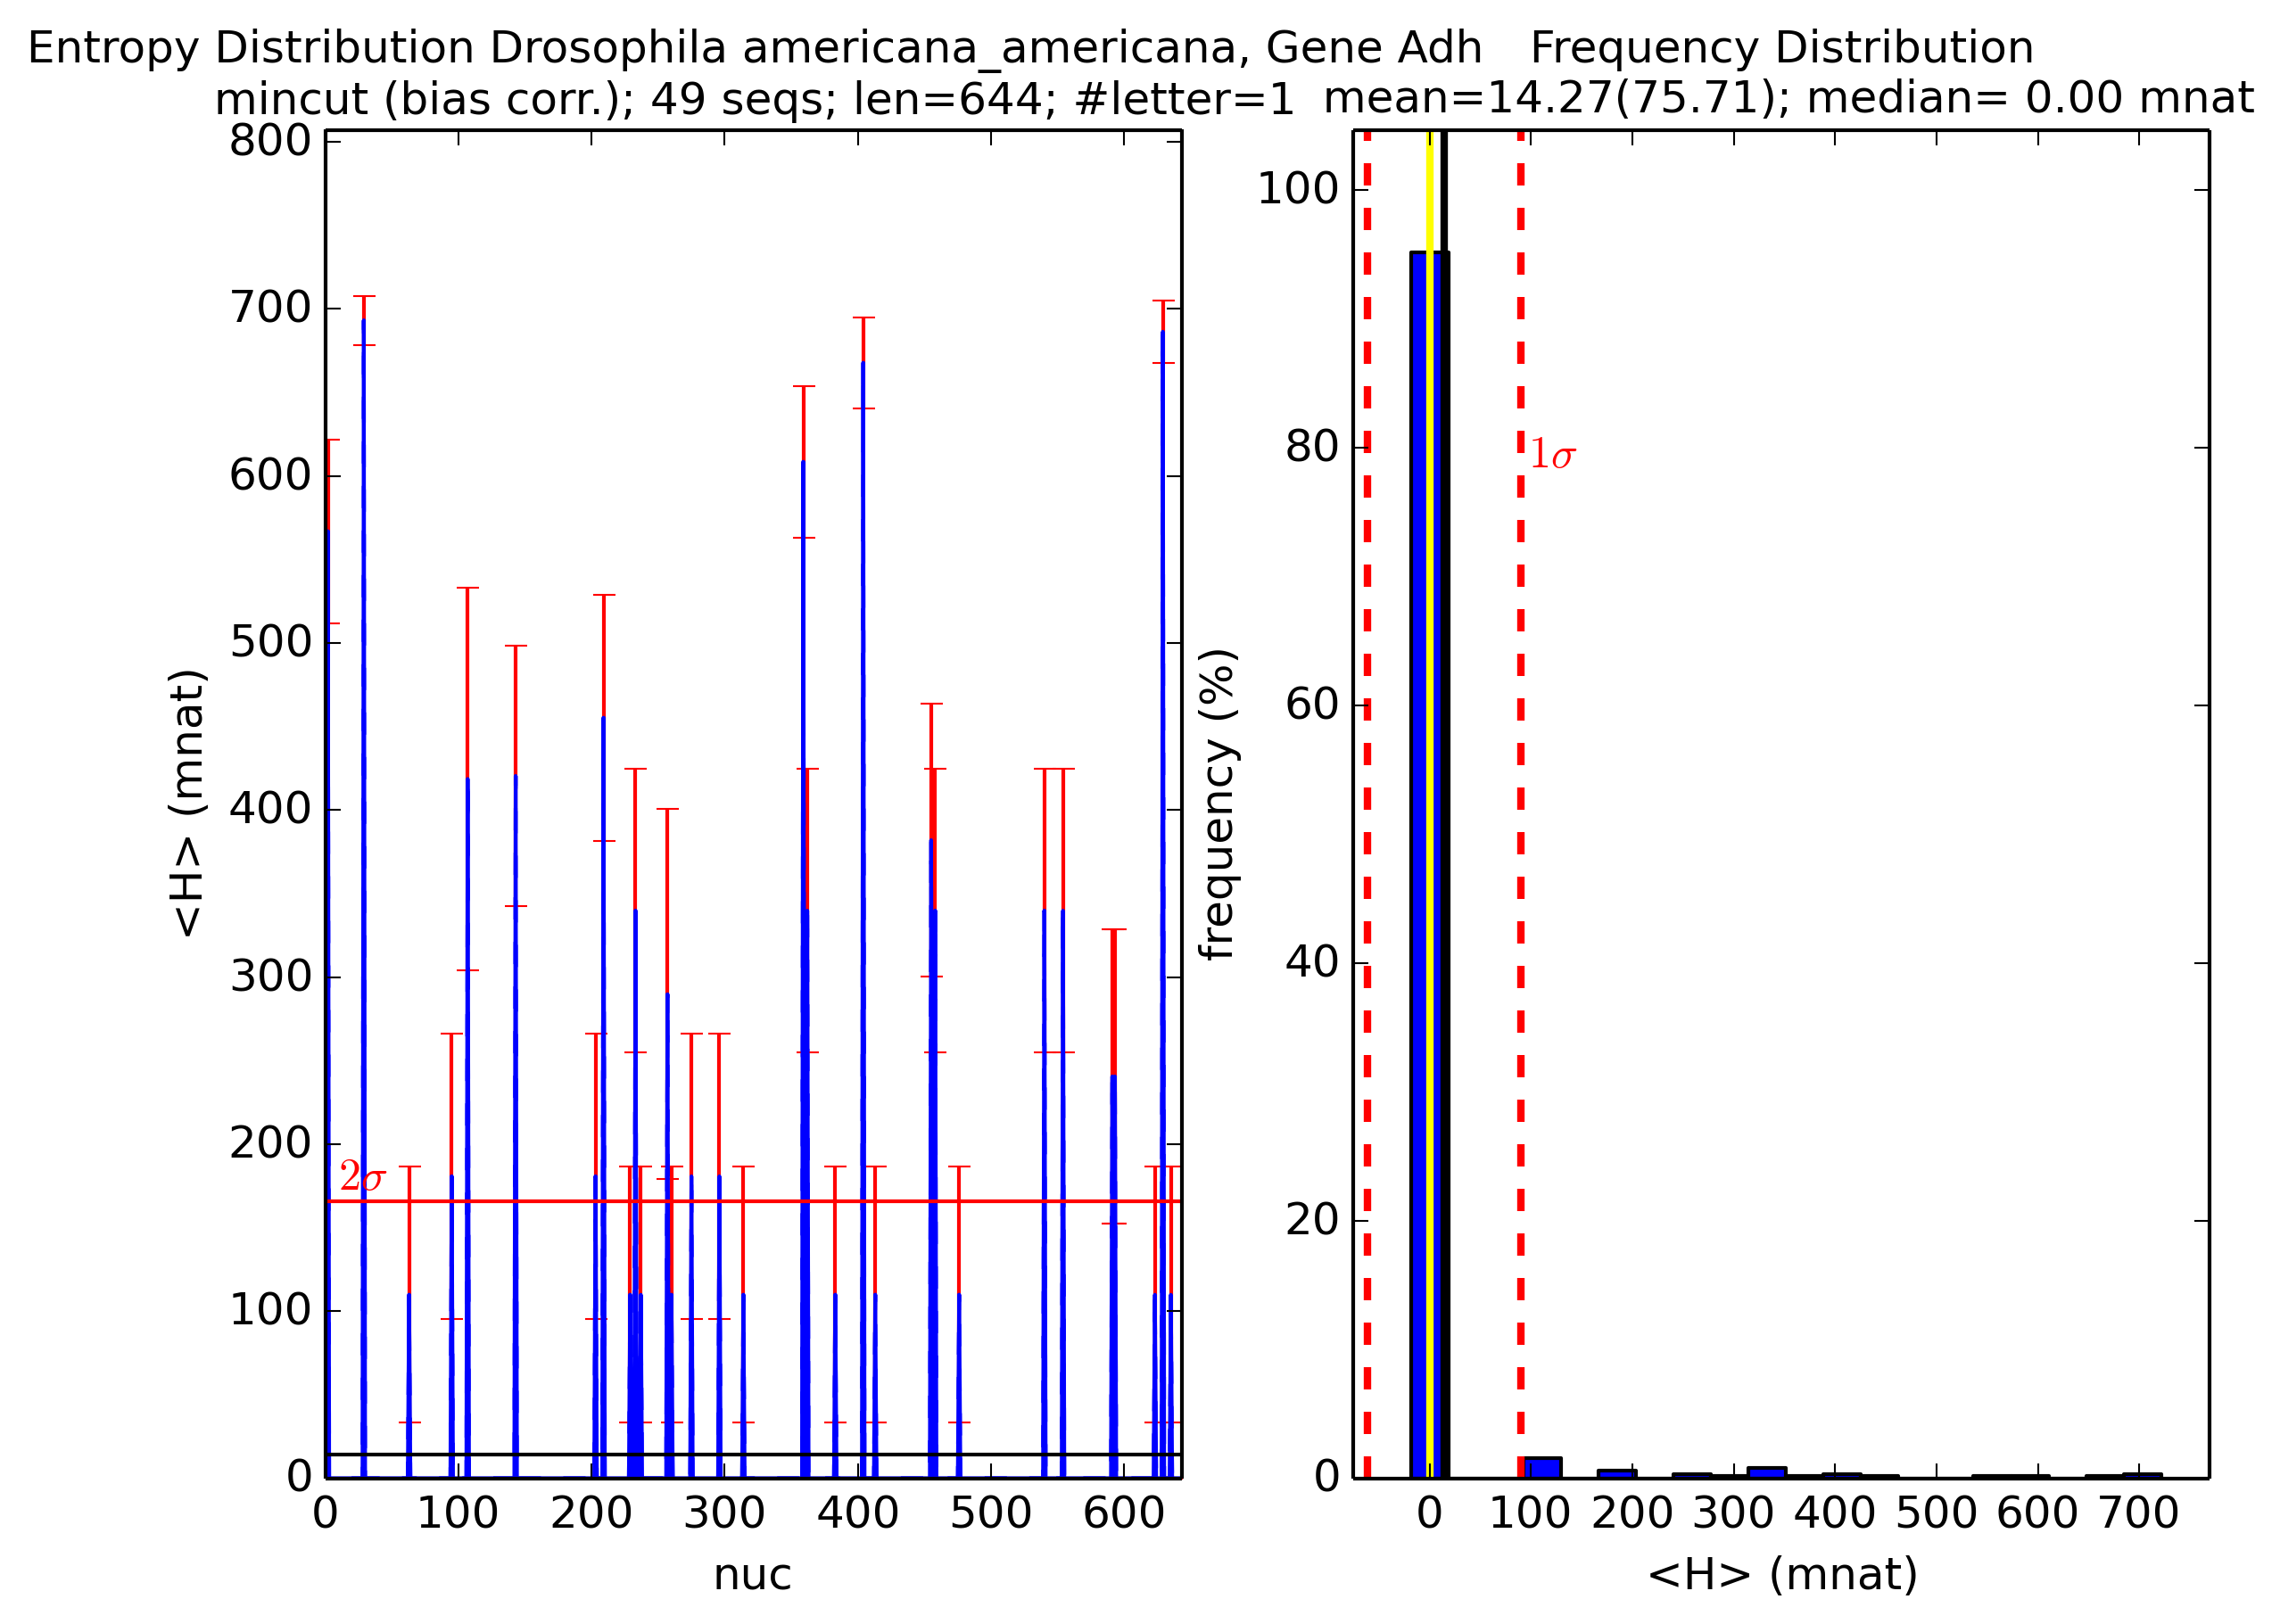 Entropy Distribution Drosophila americana_americana, Gene Adh
mincut (bias corr.); 49 seqs; len=644; #letter=1
800
700
600
500
400
300
200
100
0
<H> (mnat)
2σ
0 100 200 300 400 500 600
nuc
Frequency Distribution
mean=14.27(75.71); median= 0.00 mnat
100
80
60
40
20
0
frequency (%)
1σ
0 100 200 300 400 500 600 700
<H> (mnat)